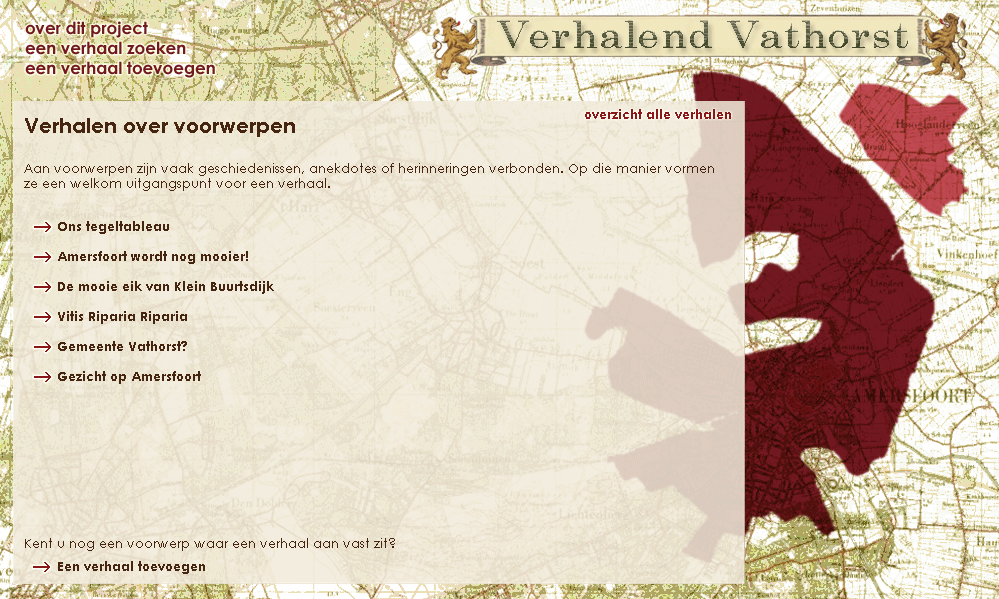 over dit project
een verhaal zoeken
een verhaal toevoegen
Verhalend Vathorst
overzicht alle verhalen
Verhalen over voorwerpen
Aan voorwerpen zijn vaak geschiedenissen, anekdotes of herinneringen verbonden. Op die manier vormen
ze een welkom uitgangspunt voor een verhaal.
Ons tegeltableau
Amersfoort wordt nog mooier!
De mooie eik van Klein Buurtsdijk
Vitis Riparia Riparia
Gemeente Vathorst?
Gezicht op Amersfoort
Kent u nog een voorwerp waar een verhaal aan vast zit?
Een verhaal toevoegen
Hooglanderveen
Vinkenhoef
AMERSFOORT
Soest